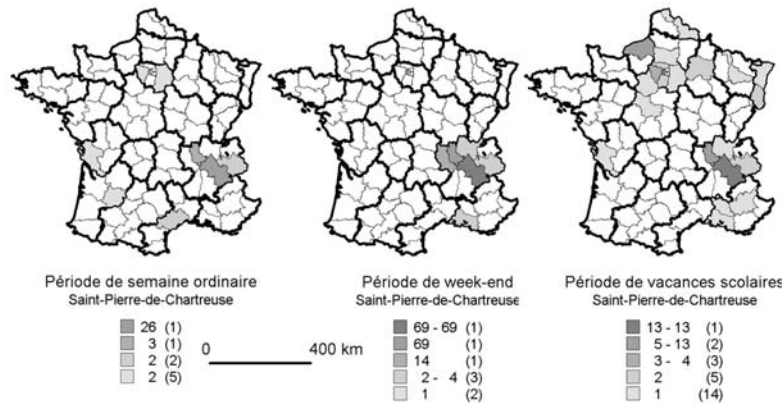 Période de semaine ordinaire
Saint-Pierre-de-Chartreuse
26 (1)
3 (1)
2 (2)
2 (5)
0 400 km
Période de week-end
Saint-Pierre-de-Chartreuse
69 - 69 (1)
69 (1)
14 (1)
2 - 4 (3)
1 (2)
Période de vacances scolaires
Saint-Pierre-de-Chartreuse
13 - 13 (1)
5 - 13 (2)
3 - 4 (3)
2 (5)
1 (14)